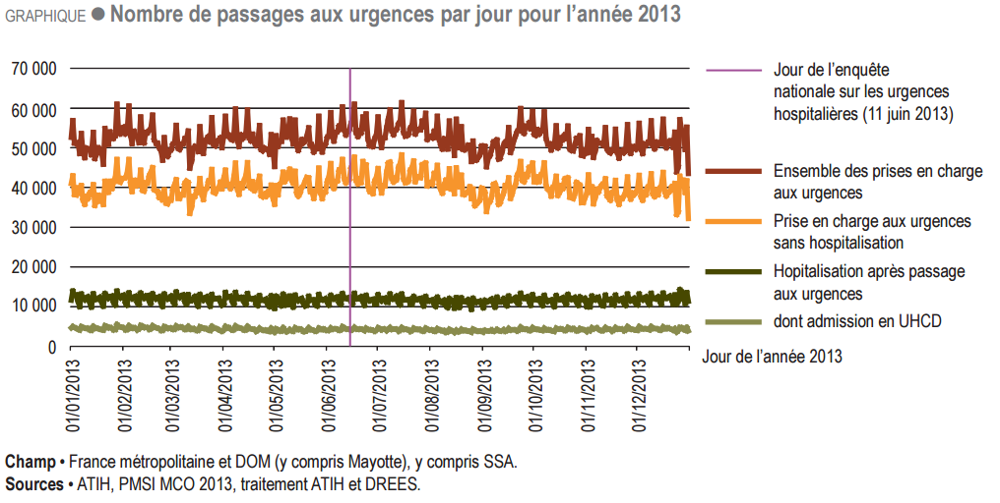 GRAPHIQUE ● Nombre de passages aux urgences par jour pour l'année 2013
70 000
60 000
50 000
40 000
30 000
20 000
10 000
0
01/01/2013
01/02/2013
01/03/2013
01/04/2013
01/05/2013
01/06/2013
01/07/2013
01/08/2013
01/09/2013
01/10/2013
01/11/2013
01/12/2013
Jour de l'enquête
nationale sur les urgences
hospitalières (11 juin 2013)
Ensemble des prises en charge
aux urgences
Prise en charge aux urgences
sans hospitalisation
Hopitalisation après passage
aux urgences
dont admission en UHCD
Jour de l'année 2013
Champ • France métropolitaine et DOM (y compris Mayotte), y compris SSA.
Sources • ATIH, PMSI MCO 2013, traitement ATIH et DREES.